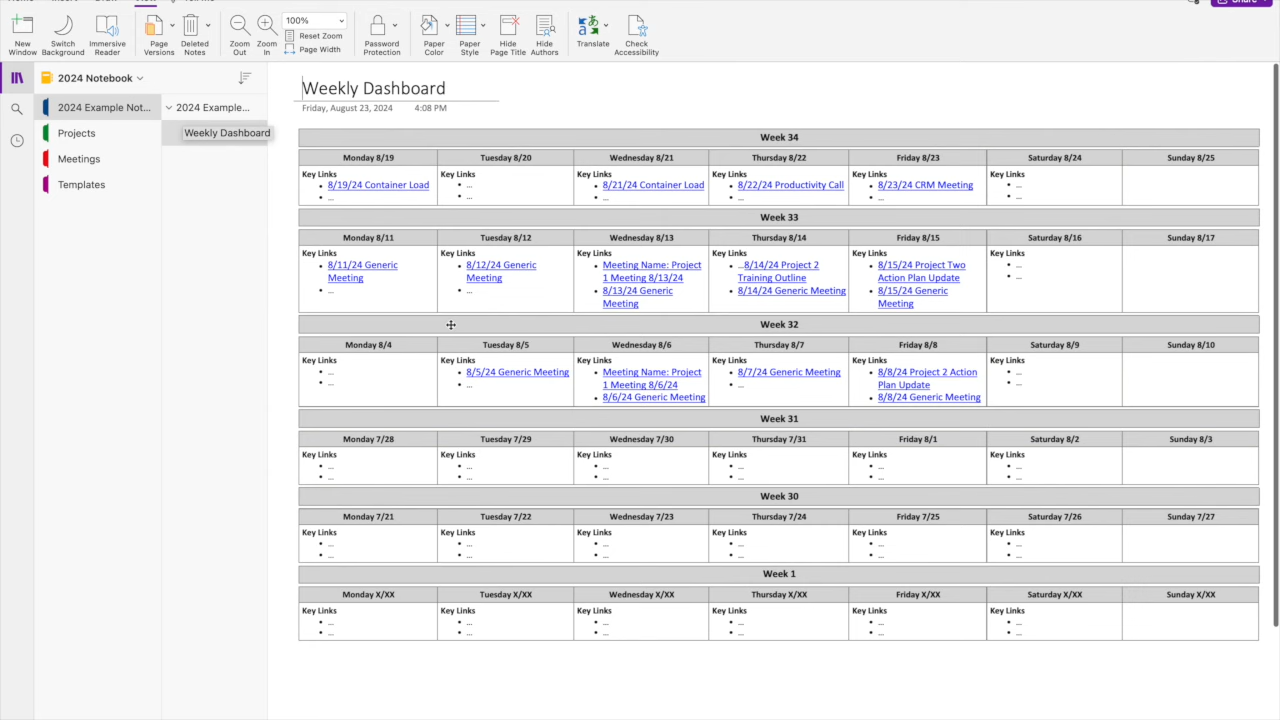 Tell me
Share
New Window
Switch Background
Immersive Reader
Page Versions
Deleted Notes
Zoom Out
Zoom In
100%
Reset Zoom
Page Width
Password Protection
Paper Color
Paper Style
Hide Page Title
Hide Authors
Translate
Check Accessibility
2024 Notebook
2024 Example Not...
Projects
Meetings
Templates
2024 Example...
Weekly Dashboard
Weekly Dashboard
Friday, August 23, 2024 4:08 PM
Week 34
Monday 8/19 Tuesday 8/20 Wednesday 8/21 Thursday 8/22 Friday 8/23 Saturday 8/24 Sunday 8/25
Key Links Key Links Key Links Key Links Key Links Key Links
• 8/19/24 Container Load • ... • 8/21/24 Container Load • 8/22/24 Productivity Call • 8/23/24 CRM Meeting • ...
• ... • ... • ... • ... • ... • ...
Week 33
Monday 8/11 Tuesday 8/12 Wednesday 8/13 Thursday 8/14 Friday 8/15 Saturday 8/16 Sunday 8/17
Key Links Key Links Key Links Key Links Key Links Key Links
• 8/11/24 Generic • 8/12/24 Generic • Meeting Name: Project • ...8/14/24 Project 2 • 8/15/24 Project Two • ...
Meeting Meeting 1 Meeting 8/13/24 Training Outline Action Plan Update • ...
• ... • ... • 8/13/24 Generic • 8/14/24 Generic Meeting • 8/15/24 Generic
Meeting Meeting
Week 32
Monday 8/4 Tuesday 8/5 Wednesday 8/6 Thursday 8/7 Friday 8/8 Saturday 8/9 Sunday 8/10
Key Links Key Links Key Links Key Links Key Links Key Links
• ... • 8/5/24 Generic Meeting • Meeting Name: Project • 8/7/24 Generic Meeting • 8/8/24 Project 2 Action • ...
• ... • ... 1 Meeting 8/6/24 • ... Plan Update • ...
• 8/6/24 Generic Meeting • 8/8/24 Generic Meeting
Week 31
Monday 7/28 Tuesday 7/29 Wednesday 7/30 Thursday 7/31 Friday 8/1 Saturday 8/2 Sunday 8/3
Key Links Key Links Key Links Key Links Key Links Key Links
• ... • ... • ... • ... • ... • ...
• ... • ... • ... • ... • ... • ...
Week 30
Monday 7/21 Tuesday 7/22 Wednesday 7/23 Thursday 7/24 Friday 7/25 Saturday 7/26 Sunday 7/27
Key Links Key Links Key Links Key Links Key Links Key Links
• ... • ... • ... • ... • ... • ...
• ... • ... • ... • ... • ... • ...
Week 1
Monday X/XX Tuesday X/XX Wednesday X/XX Thursday X/XX Friday X/XX Saturday X/XX Sunday X/XX
Key Links Key Links Key Links Key Links Key Links Key Links
• ... • ... • ... • ... • ... • ...
• ... • ... • ... • ... • ... • ...